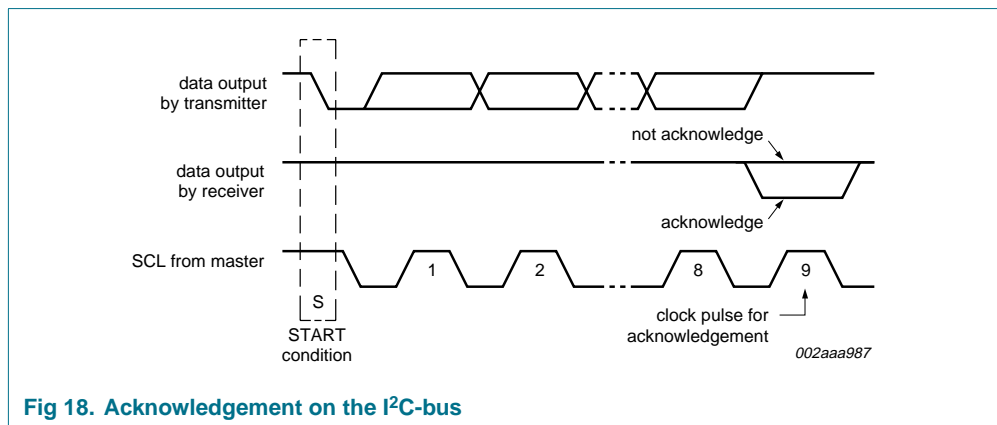 data output
by transmitter
not acknowledge
data output
by receiver
acknowledge
SCL from master
1
2
8
9
S
START
condition
clock pulse for
acknowledgement
002aaa987
Fig 18. Acknowledgement on the I²C-bus